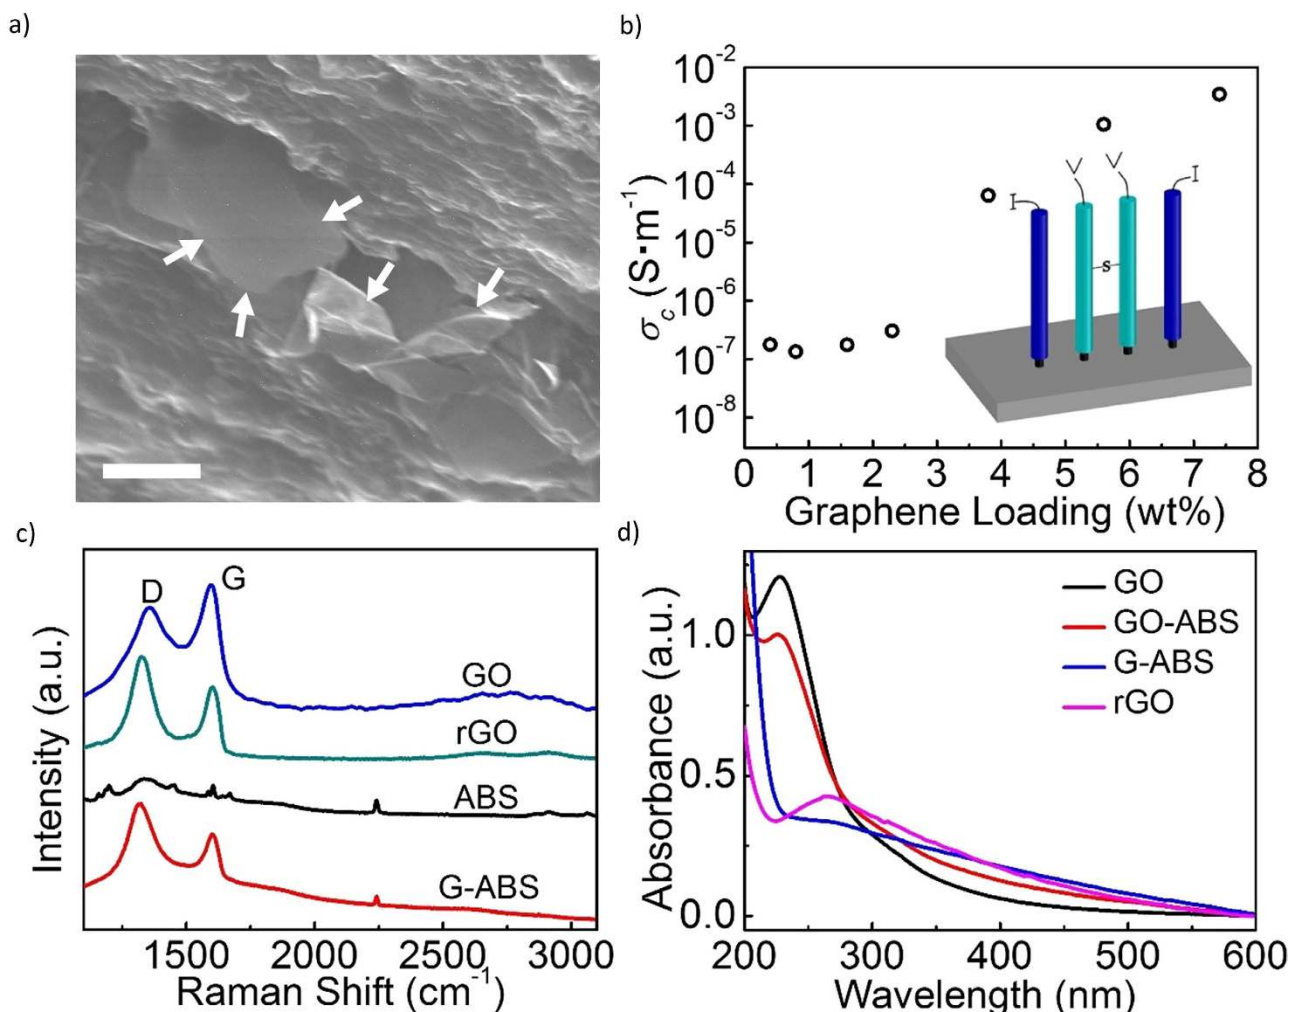 a)
b)
10⁻²
10⁻³
10⁻⁴
10⁻⁵
10⁻⁶
10⁻⁷
10⁻⁸
σc (S·m⁻¹)
I
V
V
I
s
0 1 2 3 4 5 6 7 8
Graphene Loading (wt%)
c)
D
G
GO
rGO
ABS
G-ABS
Intensity (a.u.)
1500 2000 2500 3000
Raman Shift (cm⁻¹)
d)
GO
GO-ABS
G-ABS
rGO
1.0
0.5
0.0
Absorbance (a.u.)
200 300 400 500 600
Wavelength (nm)